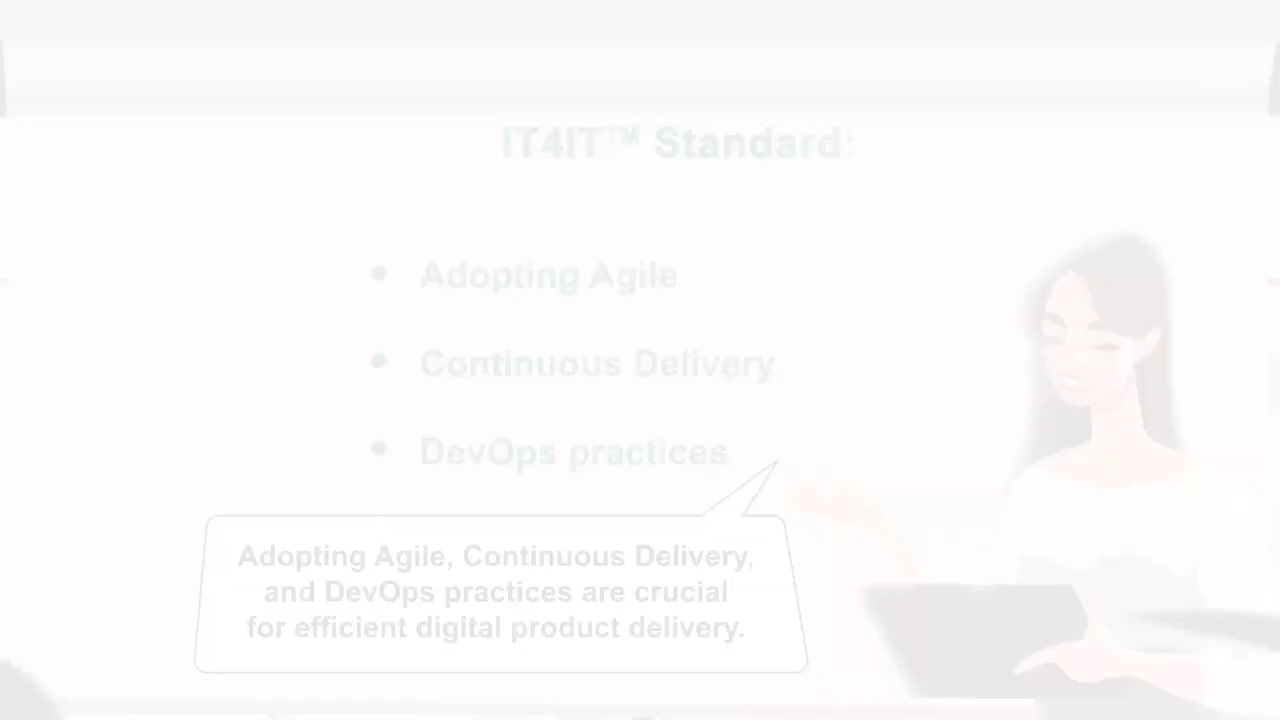 IT4IT™ Standard:
• Adopting Agile
• Continuous Delivery
• DevOps practices
Adopting Agile, Continuous Delivery,
and DevOps practices are crucial
for efficient digital product delivery.